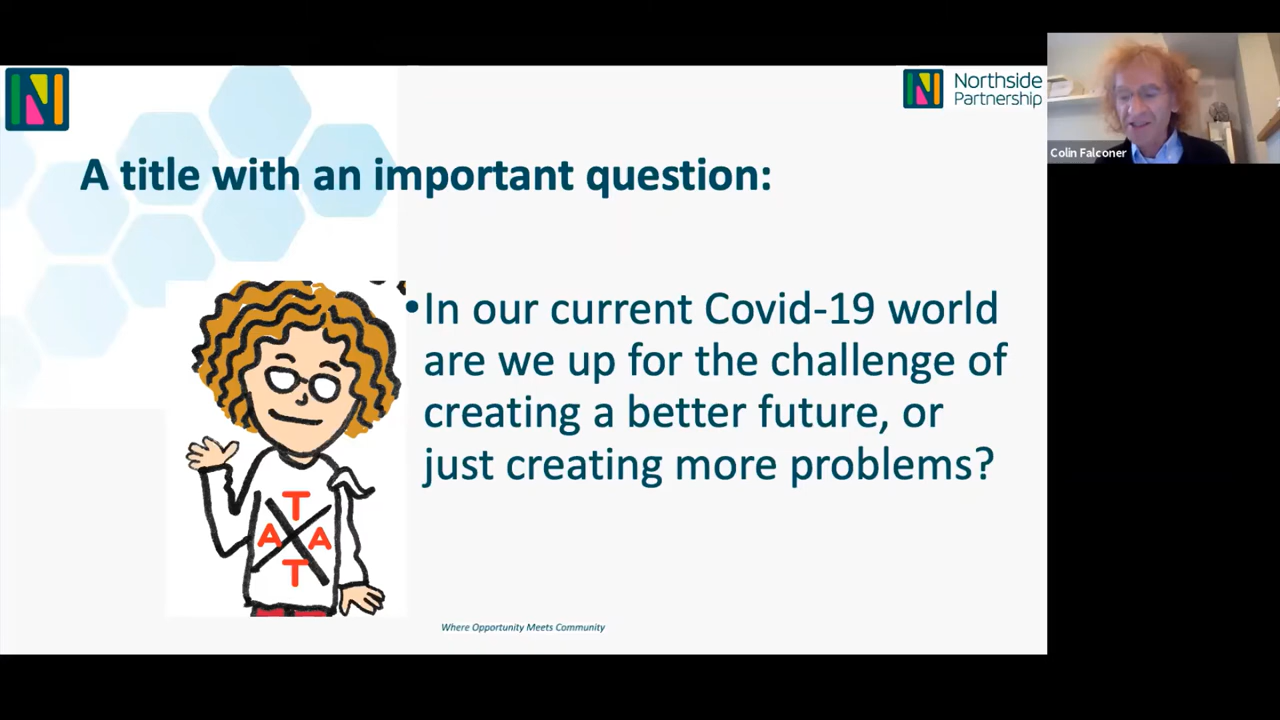 Northside
Partnership
Colin Falconer
A title with an important question:
•In our current Covid-19 world
are we up for the challenge of
creating a better future, or
just creating more problems?
T
A A
T
Where Opportunity Meets Community